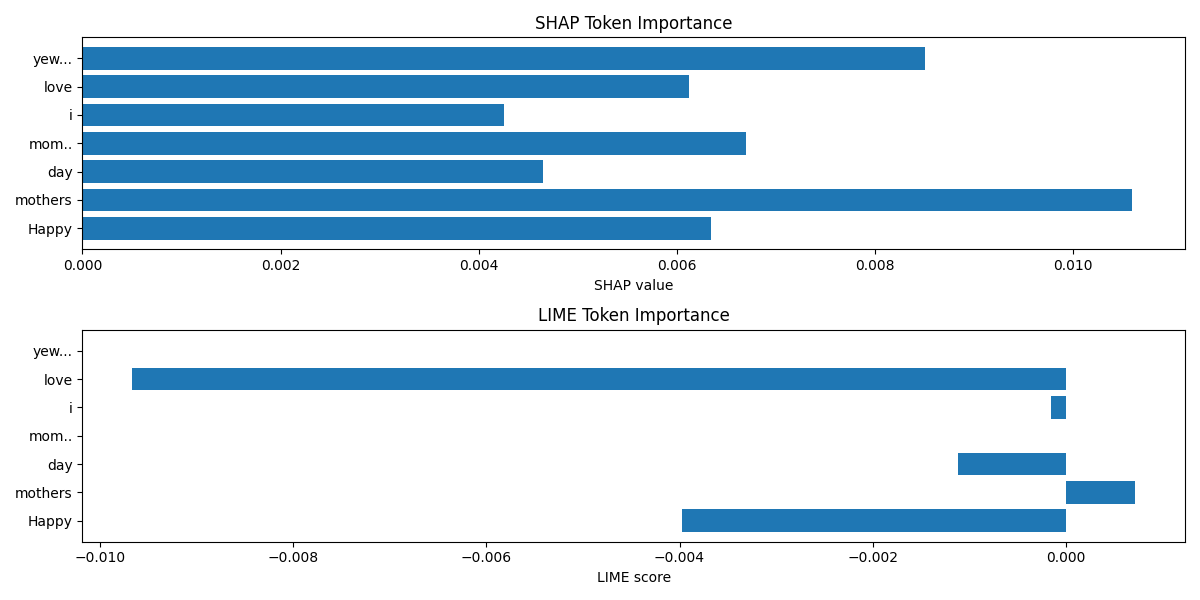 SHAP Token Importance
yew...
love
i
mom..
day
mothers
Happy
0.000 0.002 0.004 0.006 0.008 0.010
SHAP value
LIME Token Importance
yew...
love
i
mom..
day
mothers
Happy
−0.010 −0.008 −0.006 −0.004 −0.002 0.000
LIME score